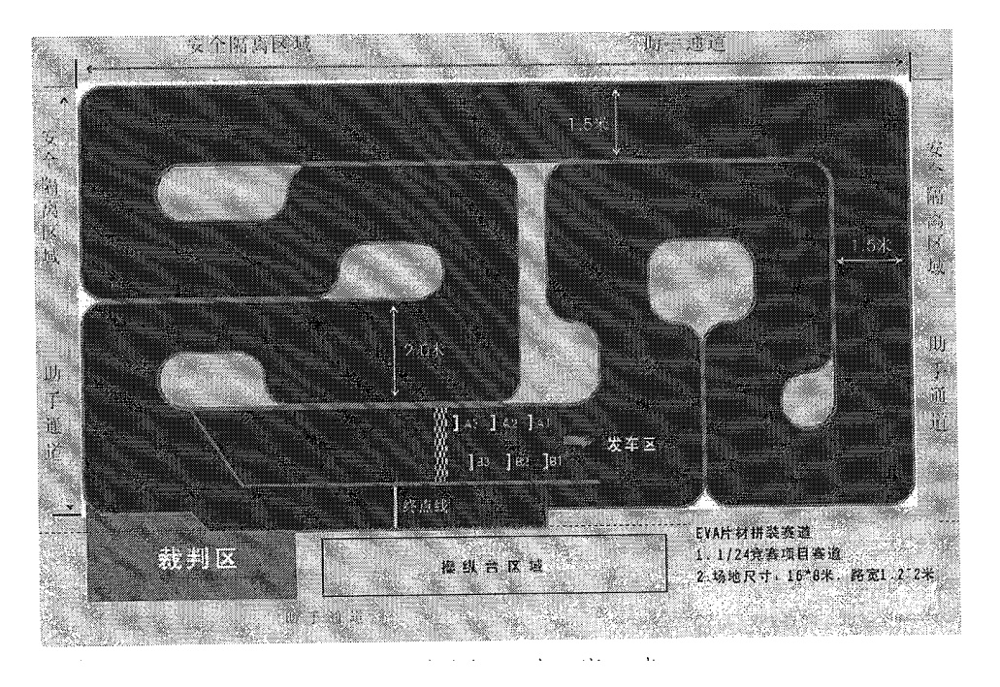 安全隔离区域
助手通道
1.5米
安全隔离区域
安全隔离区域
1.5米
2.0米
助手通道
助手通道
A3 A2 A1
发车区
B3 B2 B1
终点线
EVA片材拼装赛道
裁判区
操纵台区域
1. 1/24竞赛项目赛道
2.场地尺寸：16*8米，路宽1.2~2米
助手通道